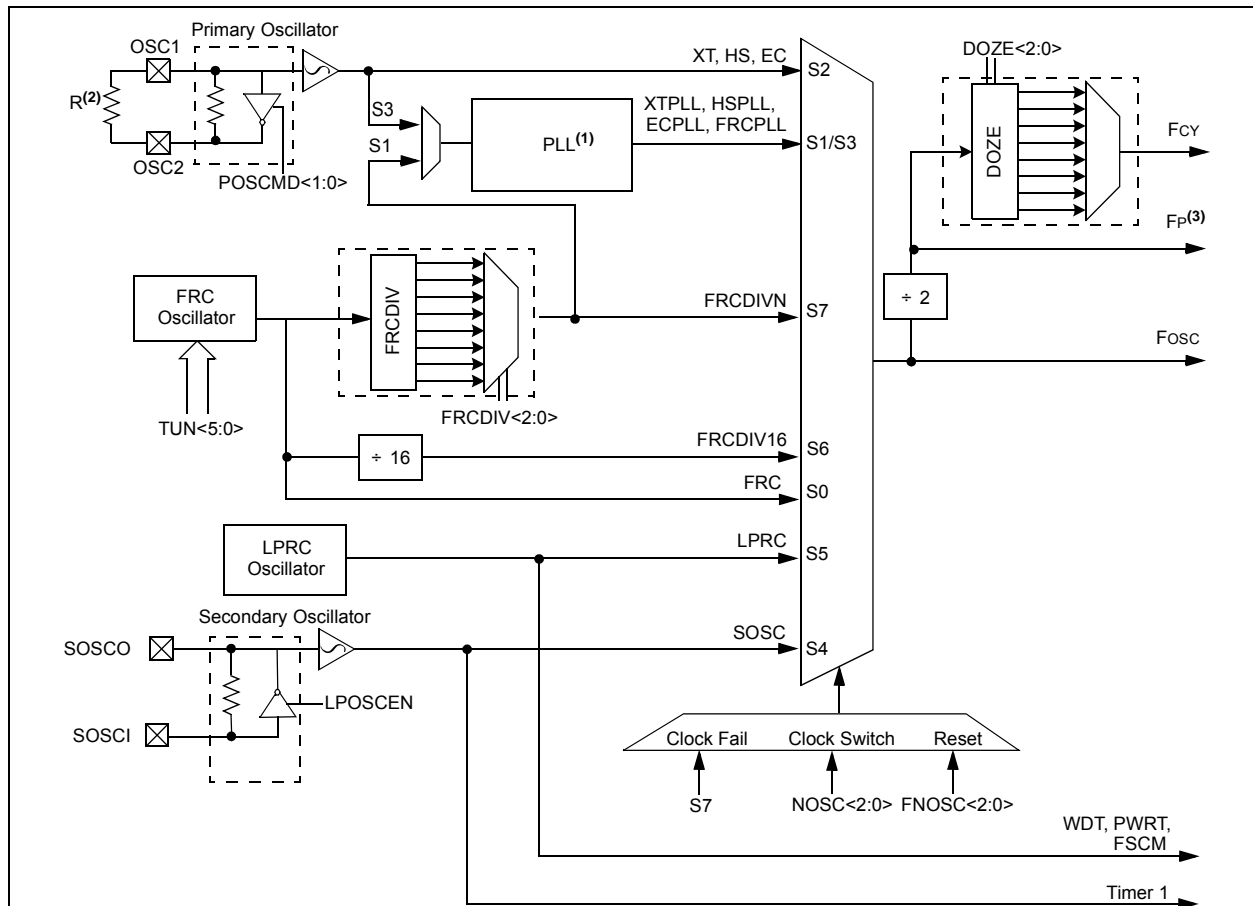 Primary Oscillator
OSC1
R(2)
OSC2
POSCMD<1:0>
S3
S1
PLL(1)
XT, HS, EC
XTPLL, HSPLL,
ECPLL, FRCPLL
S2
S1/S3
DOZE<2:0>
DOZE
FCY
FP(3)
÷ 2
FOSC
FRC
Oscillator
TUN<5:0>
FRCDIV
FRCDIV<2:0>
FRCDIVN
S7
÷ 16
FRCDIV16
S6
FRC
S0
LPRC
Oscillator
LPRC
S5
Secondary Oscillator
SOSCO
SOSCI
LPOSCEN
SOSC
S4
Clock Fail
Clock Switch
Reset
S7
NOSC<2:0>
FNOSC<2:0>
WDT, PWRT,
FSCM
Timer 1